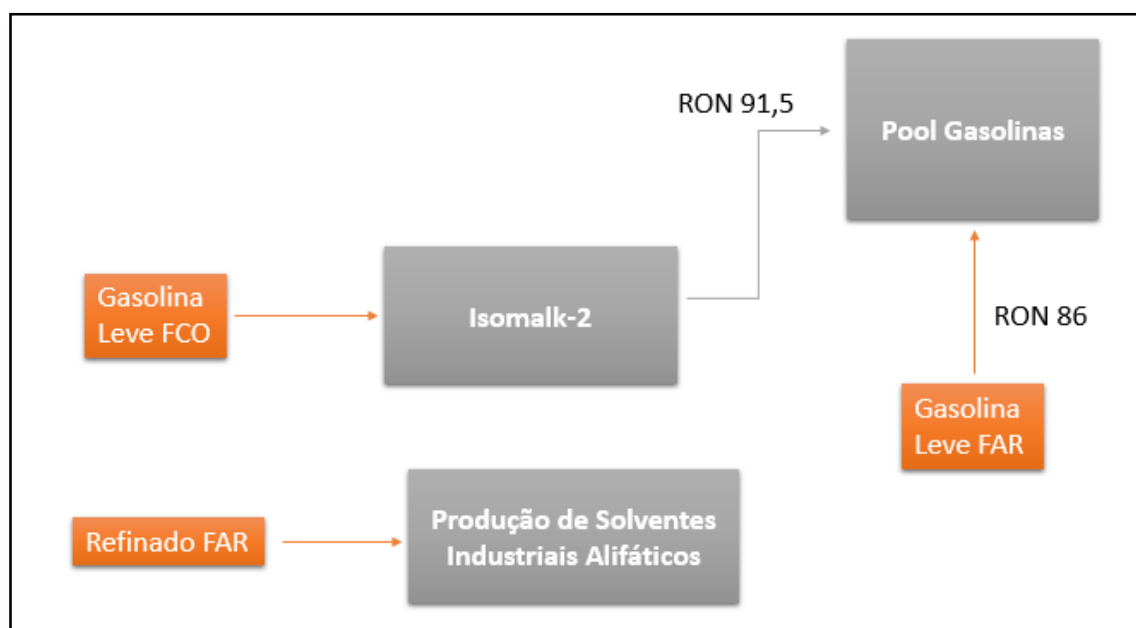 RON 91,5
Pool Gasolinas
Gasolina
Leve FCO
Isomalk-2
RON 86
Gasolina
Leve FAR
Refinado FAR
Produção de Solventes
Industriais Alifáticos